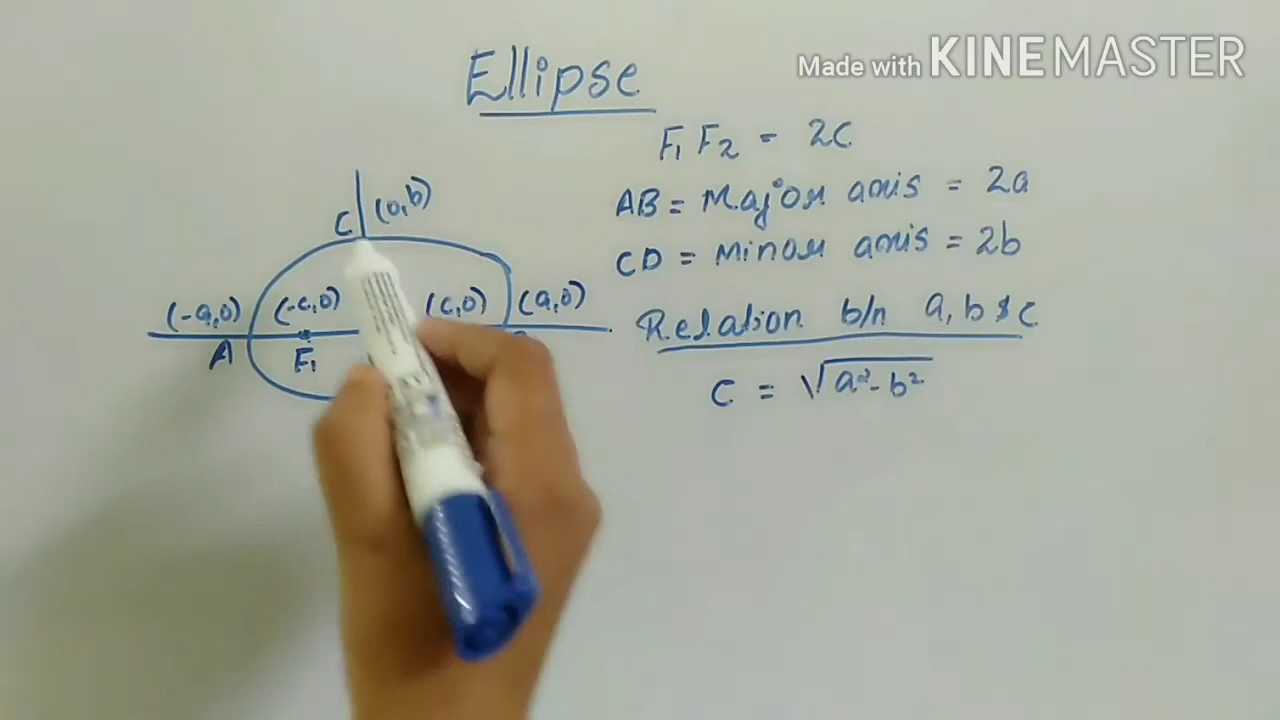 Made with KINEMASTER
Ellipse
F₁ F₂ = 2c
AB = Major axis = 2a
CD = Minor axis = 2b
Relation b/n a, b & c
c = √a² - b²
C (0,b)
(-a,0) (-c,0) (c,0) (a,0)
A F₁